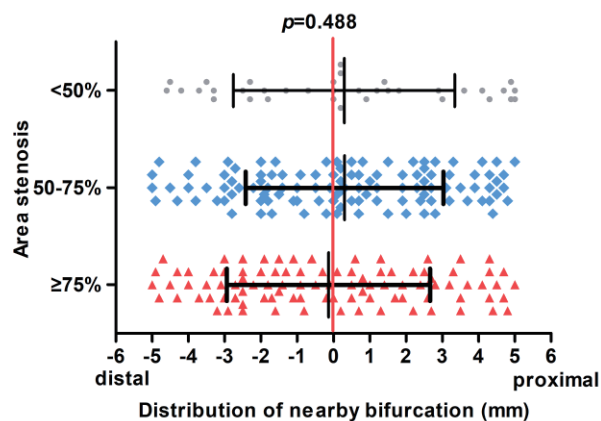 p=0.488
<50%
50-75%
≥75%
Area stenosis
-6 -5 -4 -3 -2 -1 0 1 2 3 4 5 6
distal proximal
Distribution of nearby bifurcation (mm)